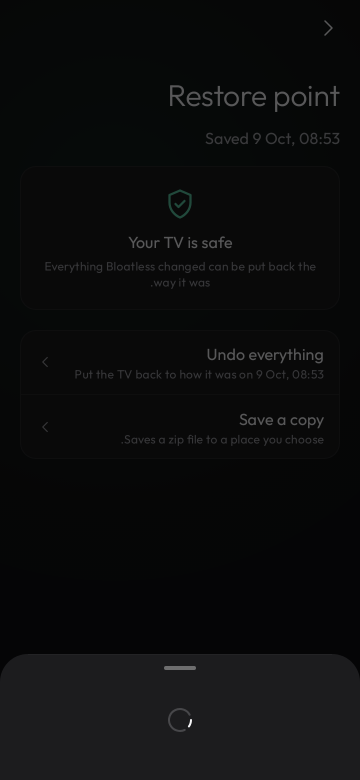 Restore point
Saved 9 Oct, 08:53
Your TV is safe
Everything Bloatless changed can be put back the
.way it was
Undo everything
Put the TV back to how it was on 9 Oct, 08:53
Save a copy
.Saves a zip file to a place you choose